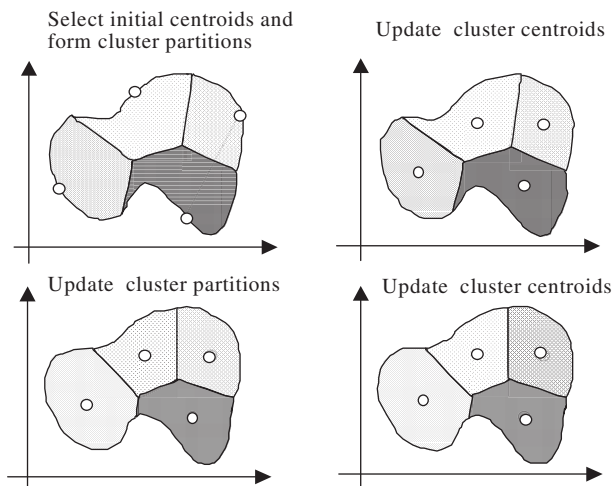 Select initial centroids and
form cluster partitions
Update cluster centroids
Update cluster partitions
Update cluster centroids